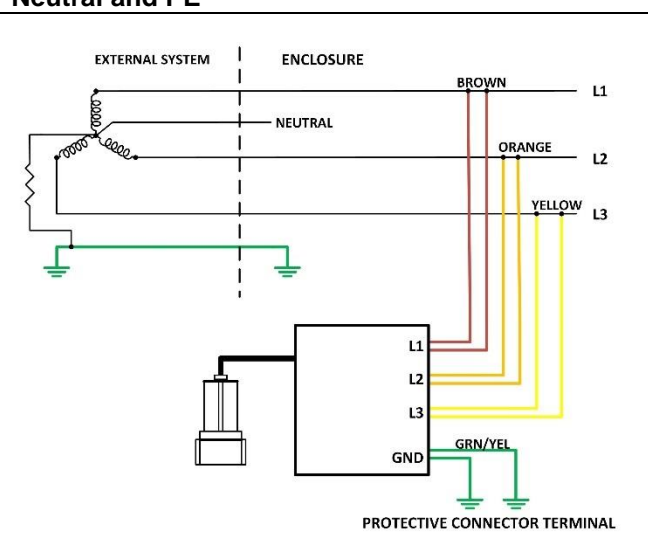 Neutral and PE
EXTERNAL SYSTEM
ENCLOSURE
BROWN
L1
NEUTRAL
ORANGE
L2
YELLOW
L3
L1
L2
L3
GRN/YEL
GND
PROTECTIVE CONNECTOR TERMINAL